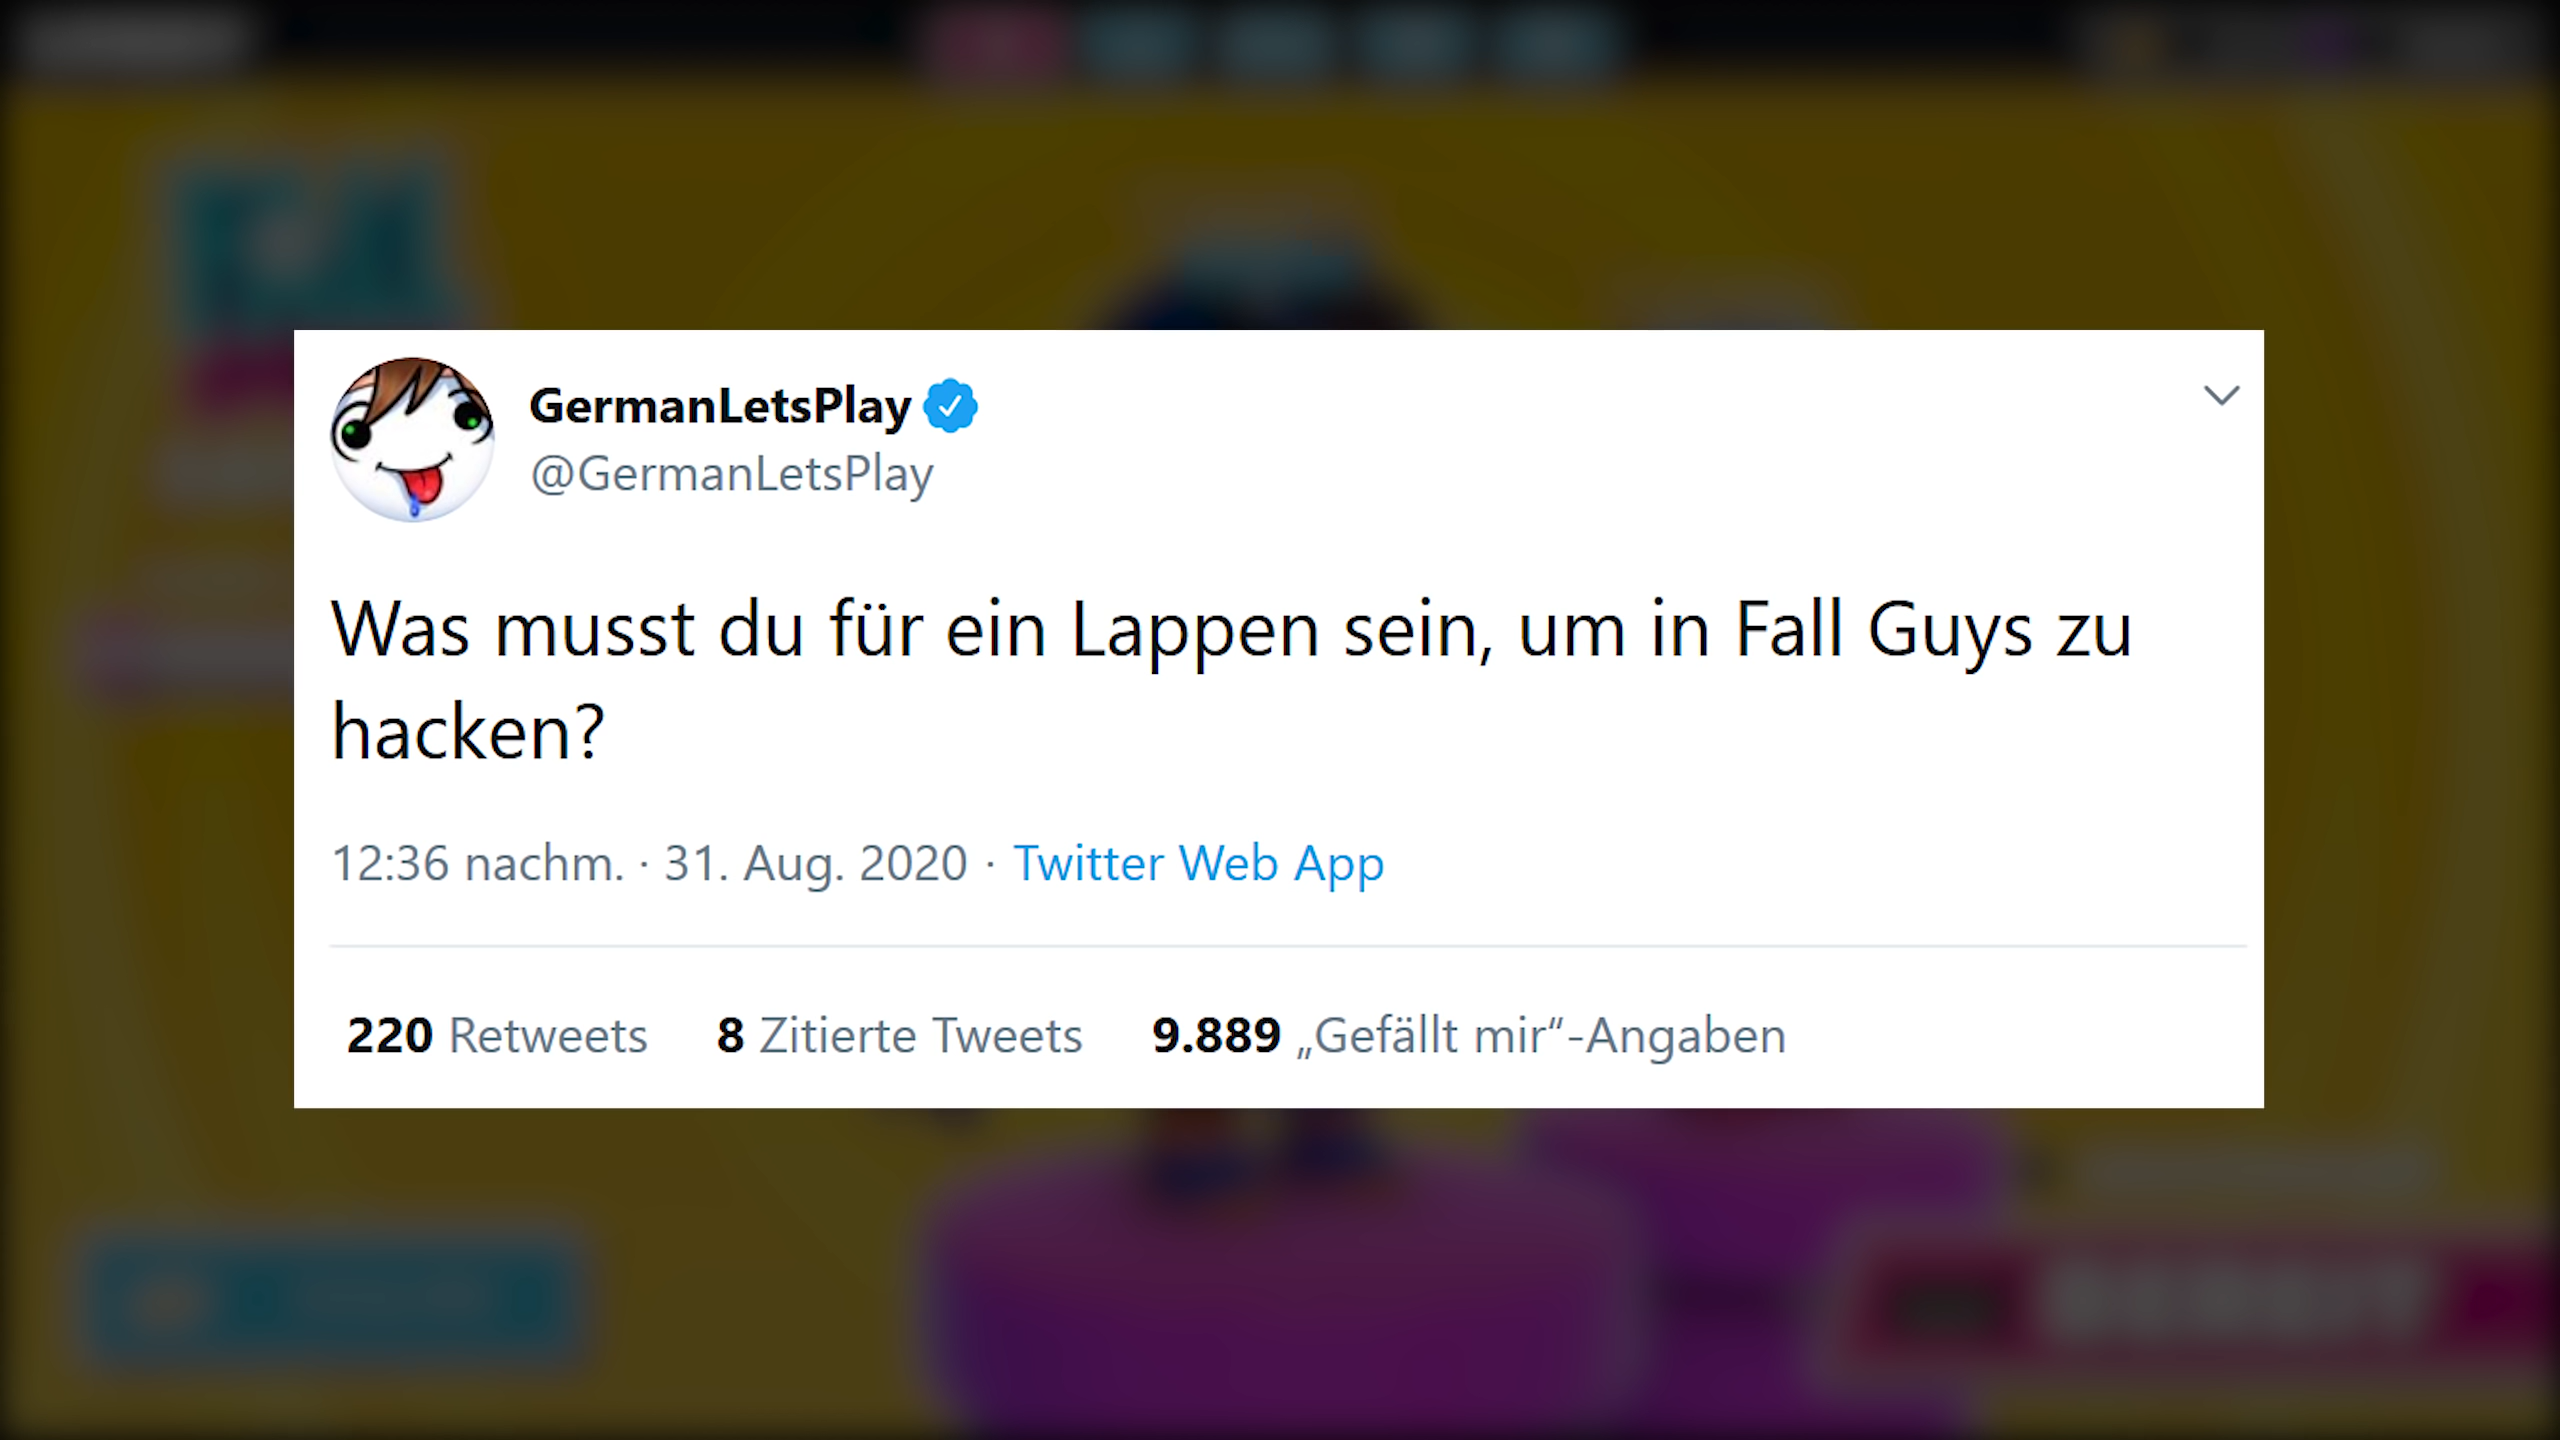 GermanLetsPlay
@GermanLetsPlay
Was musst du für ein Lappen sein, um in Fall Guys zu
hacken?
12:36 nachm. · 31. Aug. 2020 · Twitter Web App
220 Retweets 8 Zitierte Tweets 9.889 „Gefällt mir“-Angaben